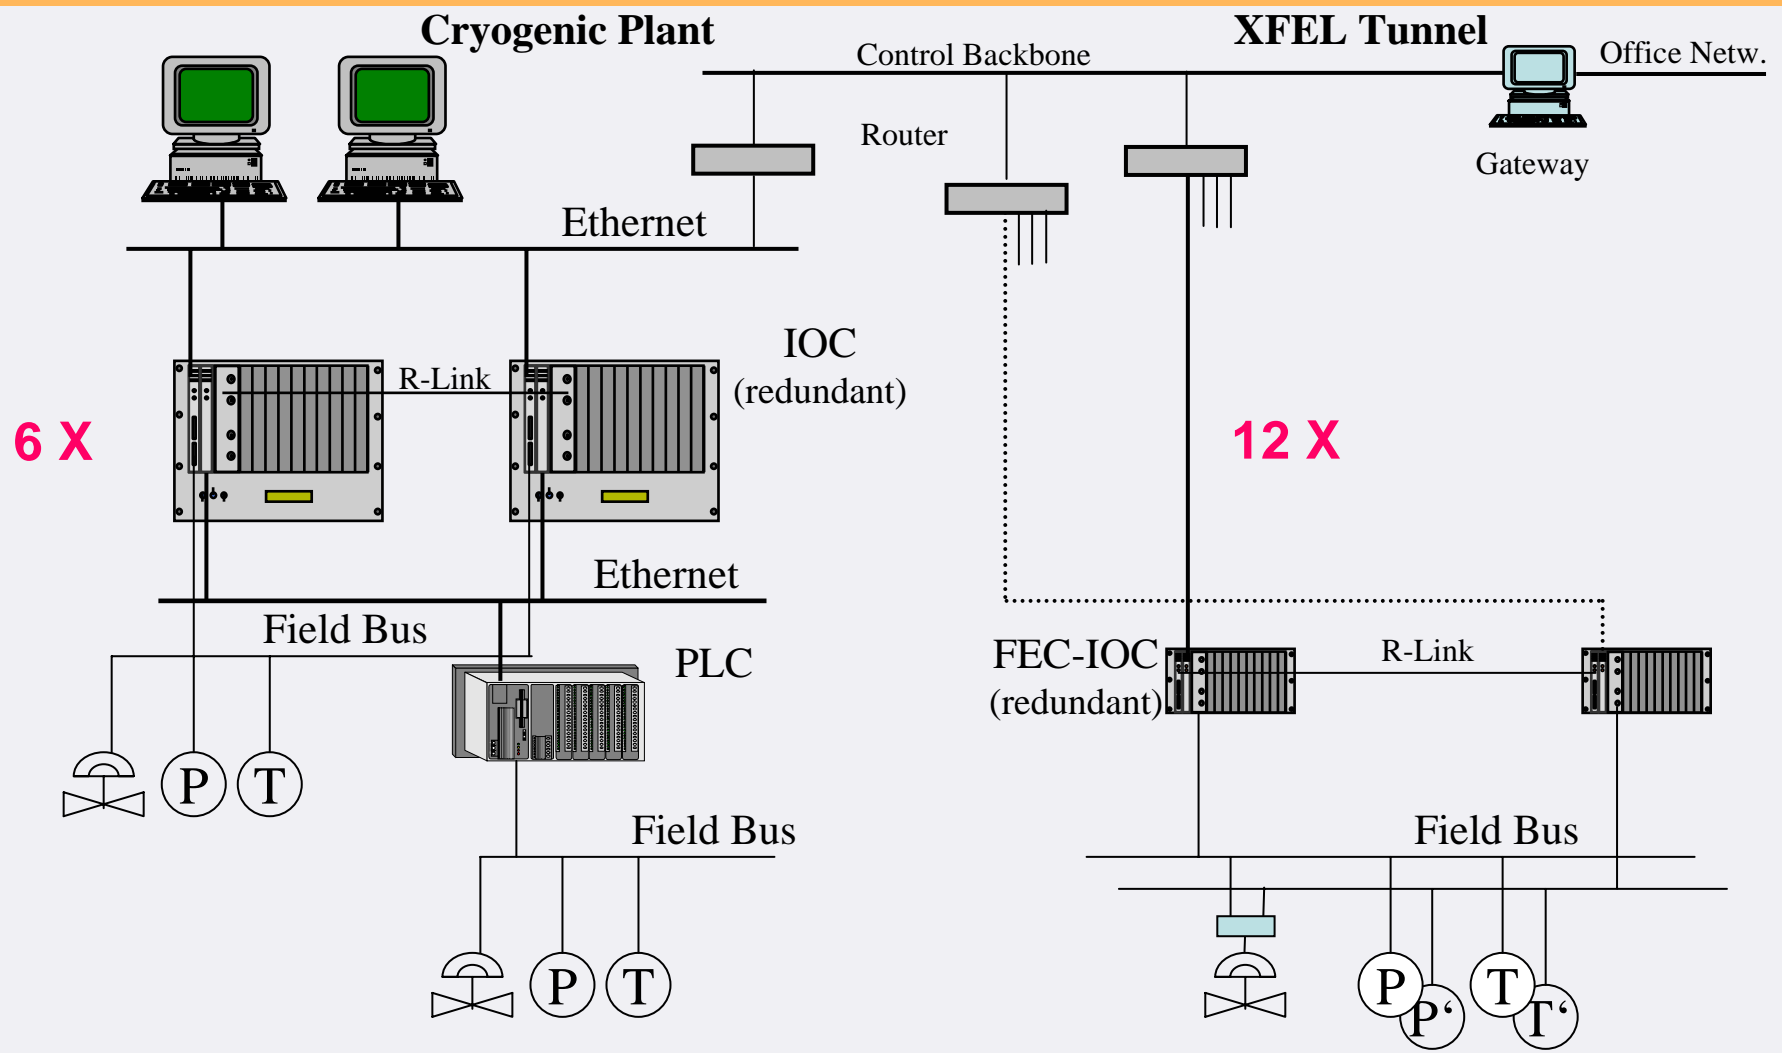 Cryogenic Plant
XFEL Tunnel
Control Backbone
Office Netw.
Router
Gateway
Ethernet
IOC
(redundant)
R-Link
6 X
12 X
Ethernet
Field Bus
PLC
FEC-IOC
(redundant)
R-Link
P
T
Field Bus
Field Bus
P
T
P
P‘
T
T‘